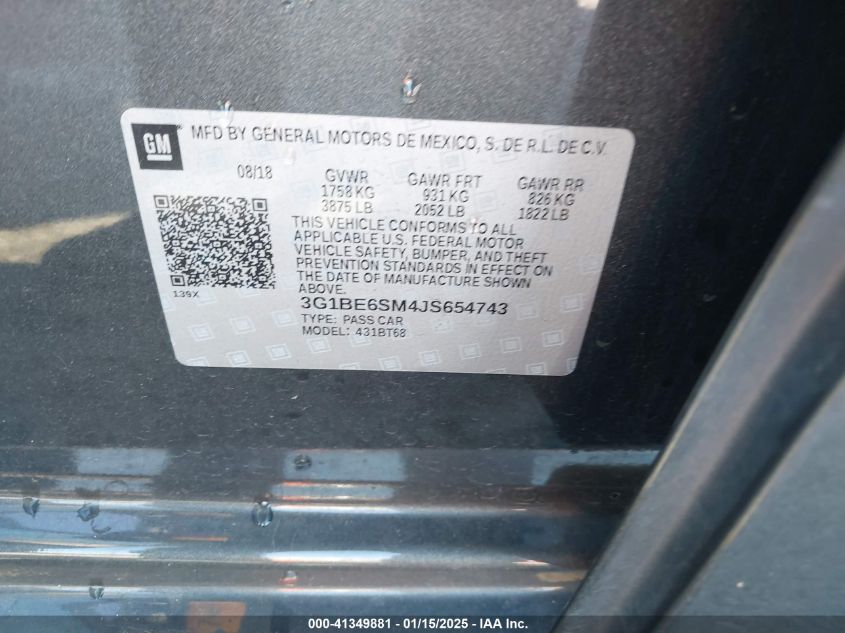 GM
MFD BY GENERAL MOTORS DE MEXICO, S. DE R.L. DE C.V.
08/18 GVWR GAWR FRT GAWR RR
1758 KG 931 KG 826 KG
3875 LB 2052 LB 1822 LB
THIS VEHICLE CONFORMS TO ALL
APPLICABLE U.S. FEDERAL MOTOR
VEHICLE SAFETY, BUMPER, AND THEFT
PREVENTION STANDARDS IN EFFECT ON
THE DATE OF MANUFACTURE SHOWN
ABOVE.
139X
3G1BE6SM4JS654743
TYPE: PASS CAR
MODEL: 431BT68
000-41349881 - 01/15/2025 - IAA Inc.